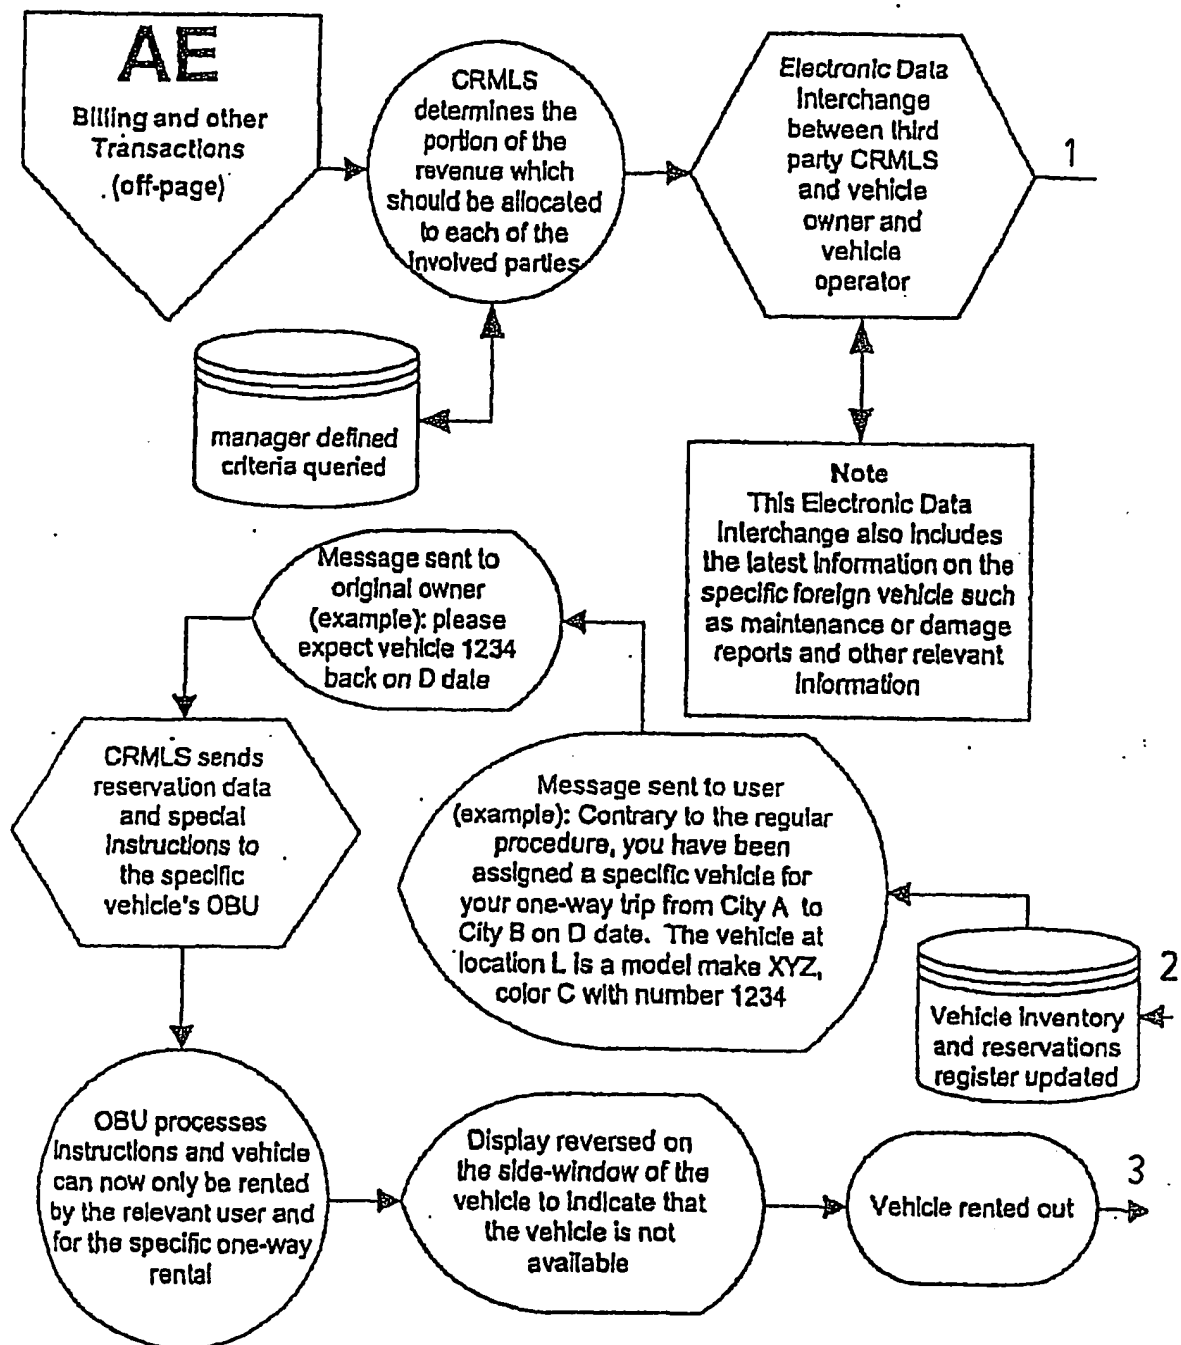 AE
Billing and other
Transactions
(off-page)
CRMLS
determines the
portion of the
revenue which
should be allocated
to each of the
involved parties
Electronic Data
Interchange
between third
party CRMLS
and vehicle
owner and
vehicle
operator
1
manager defined
criteria queried
Note
This Electronic Data
Interchange also includes
the latest information on the
specific foreign vehicle such
as maintenance or damage
reports and other relevant
information
Message sent to
original owner
(example): please
expect vehicle 1234
back on D date
CRMLS sends
reservation data
and special
instructions to
the specific
vehicle's OBU
Message sent to user
(example): Contrary to the regular
procedure, you have been
assigned a specific vehicle for
your one-way trip from City A to
City B on D date. The vehicle at
location L is a model make XYZ,
color C with number 1234
2
Vehicle inventory
and reservations
register updated
OBU processes
instructions and vehicle
can now only be rented
by the relevant user and
for the specific one-way
rental
Display reversed on
the side-window of the
vehicle to indicate that
the vehicle is not
available
Vehicle rented out
3